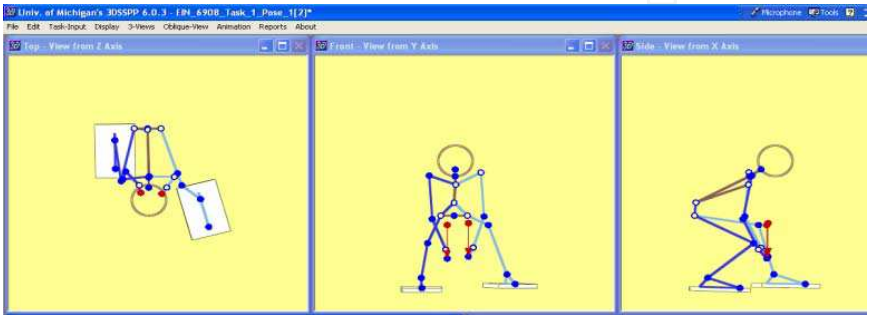 Univ. of Michigan's 3DSSPP 6.0.3 - EIN_6908_Task_1_Pose_1[2]*
Microphone Tools
File Edit Task-Input Display 3-Views Oblique-View Animation Reports About
Top - View from Z Axis
Front - View from Y Axis
Side - View from X Axis